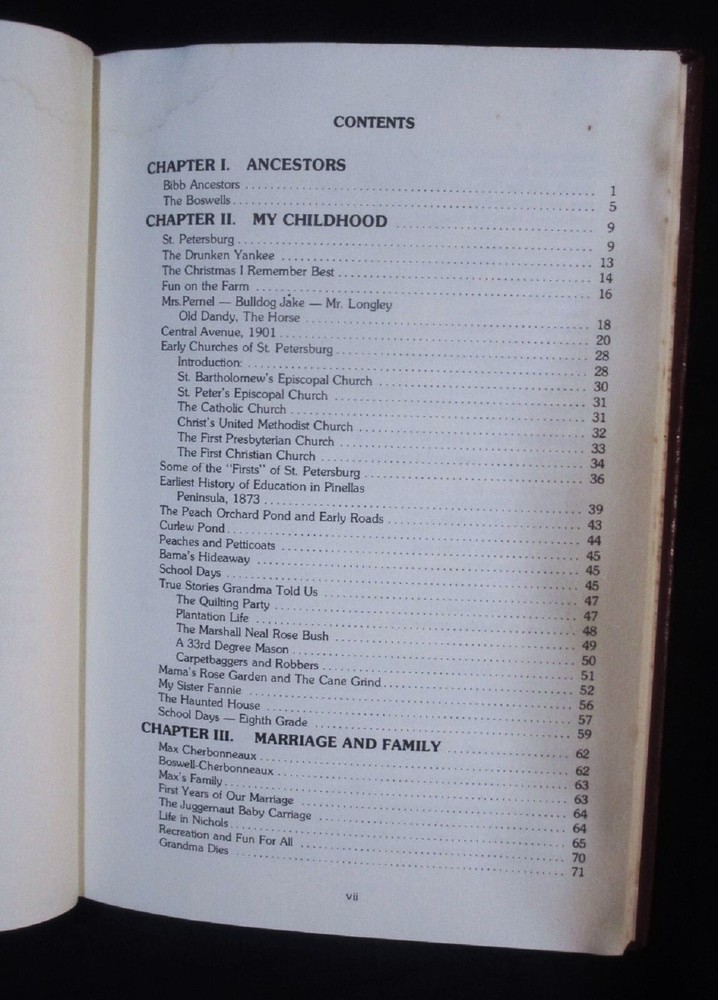 CONTENTS
CHAPTER I. ANCESTORS
Bibb Ancestors ........ 1
The Boswells ........ 5
CHAPTER II. MY CHILDHOOD ........ 9
St. Petersburg ........ 9
The Drunken Yankee ........ 13
The Christmas I Remember Best ........ 14
Fun on the Farm ........ 16
Mrs. Pernel — Bulldog Jake — Mr. Longley
Old Dandy, The Horse ........ 18
Central Avenue, 1901 ........ 20
Early Churches of St. Petersburg ........ 28
Introduction: ........ 28
St. Bartholomew's Episcopal Church ........ 30
St. Peter's Episcopal Church ........ 31
The Catholic Church ........ 31
Christ's United Methodist Church ........ 32
The First Presbyterian Church ........ 33
The First Christian Church ........ 34
Some of the "Firsts" of St. Petersburg ........ 36
Earliest History of Education in Pinellas
Peninsula, 1873 ........ 39
The Peach Orchard Pond and Early Roads ........ 43
Curlew Pond ........ 44
Peaches and Petticoats ........ 45
Bama's Hideaway ........ 45
School Days ........ 45
True Stories Grandma Told Us ........ 47
The Quilting Party ........ 47
Plantation Life ........ 48
The Marshall Neal Rose Bush ........ 49
A 33rd Degree Mason ........ 50
Carpetbaggers and Robbers ........ 51
Mama's Rose Garden and The Cane Grind ........ 52
My Sister Fannie ........ 56
The Haunted House ........ 57
School Days — Eighth Grade ........ 59
CHAPTER III. MARRIAGE AND FAMILY ........ 62
Max Cherbonneaux ........ 62
Boswell-Cherbonneaux ........ 63
Max's Family ........ 63
First Years of Our Marriage ........ 64
The Juggernaut Baby Carriage ........ 64
Life in Nichols ........ 65
Recreation and Fun For All ........ 70
Grandma Dies ........ 71
vii